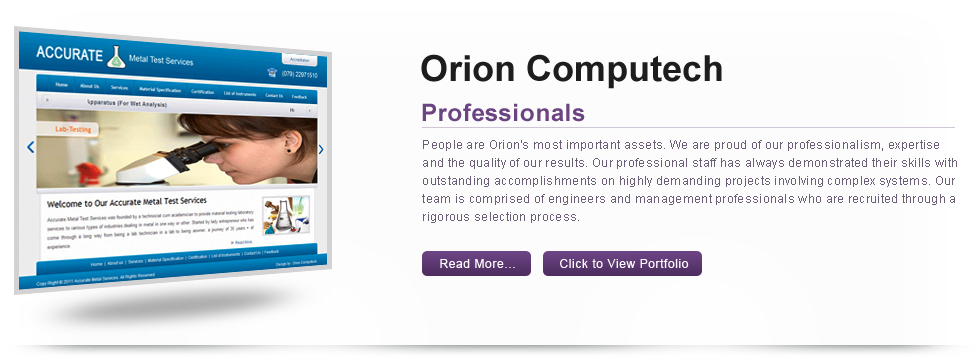 ACCURATE Metal Test Services
Accreditation
(079) 22971510
Home About Us Services Material Specification Certification List of Instruments Contact Us Feedback
Apparatus (For Wet Analysis)
Lab-Testing
Welcome to Our Accurate Metal Test Services
Accurate Metal Test Services was founded by a technocrat cum academician to private material testing laboratory
services to various types of industries dealing in metal in one way or other. Started by lady entrepreneur who has
come through a long way from being a lab technician in a lab to being aowner, a journey of 30 years + of
experience.
Read More..
Home | About us | Services | Material Specification | Certification | List of Instruments | Contact Us | Feedback
Copy Right © 2011 Accurate Metal Services. All Rights Reserved
Design by : Orion Computech
Orion Computech
Professionals
People are Orion's most important assets. We are proud of our professionalism, expertise
and the quality of our results. Our professional staff has always demonstrated their skills with
outstanding accomplishments on highly demanding projects involving complex systems. Our
team is comprised of engineers and management professionals who are recruited through a
rigorous selection process.
Read More...
Click to View Portfolio